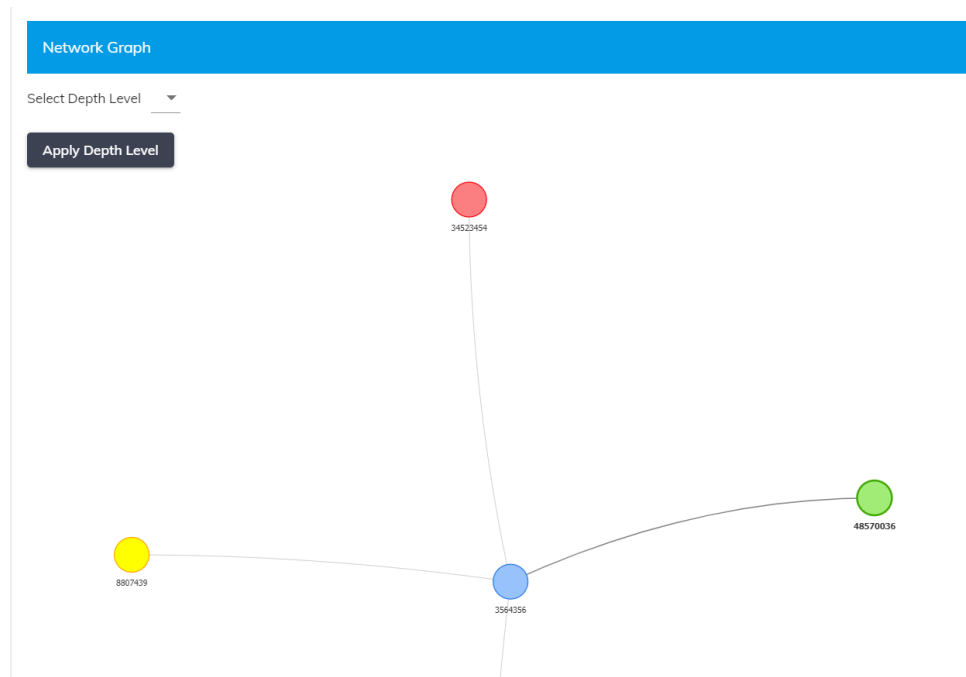 Network Graph
Select Depth Level
Apply Depth Level
34523454
48570036
8807439
3564356